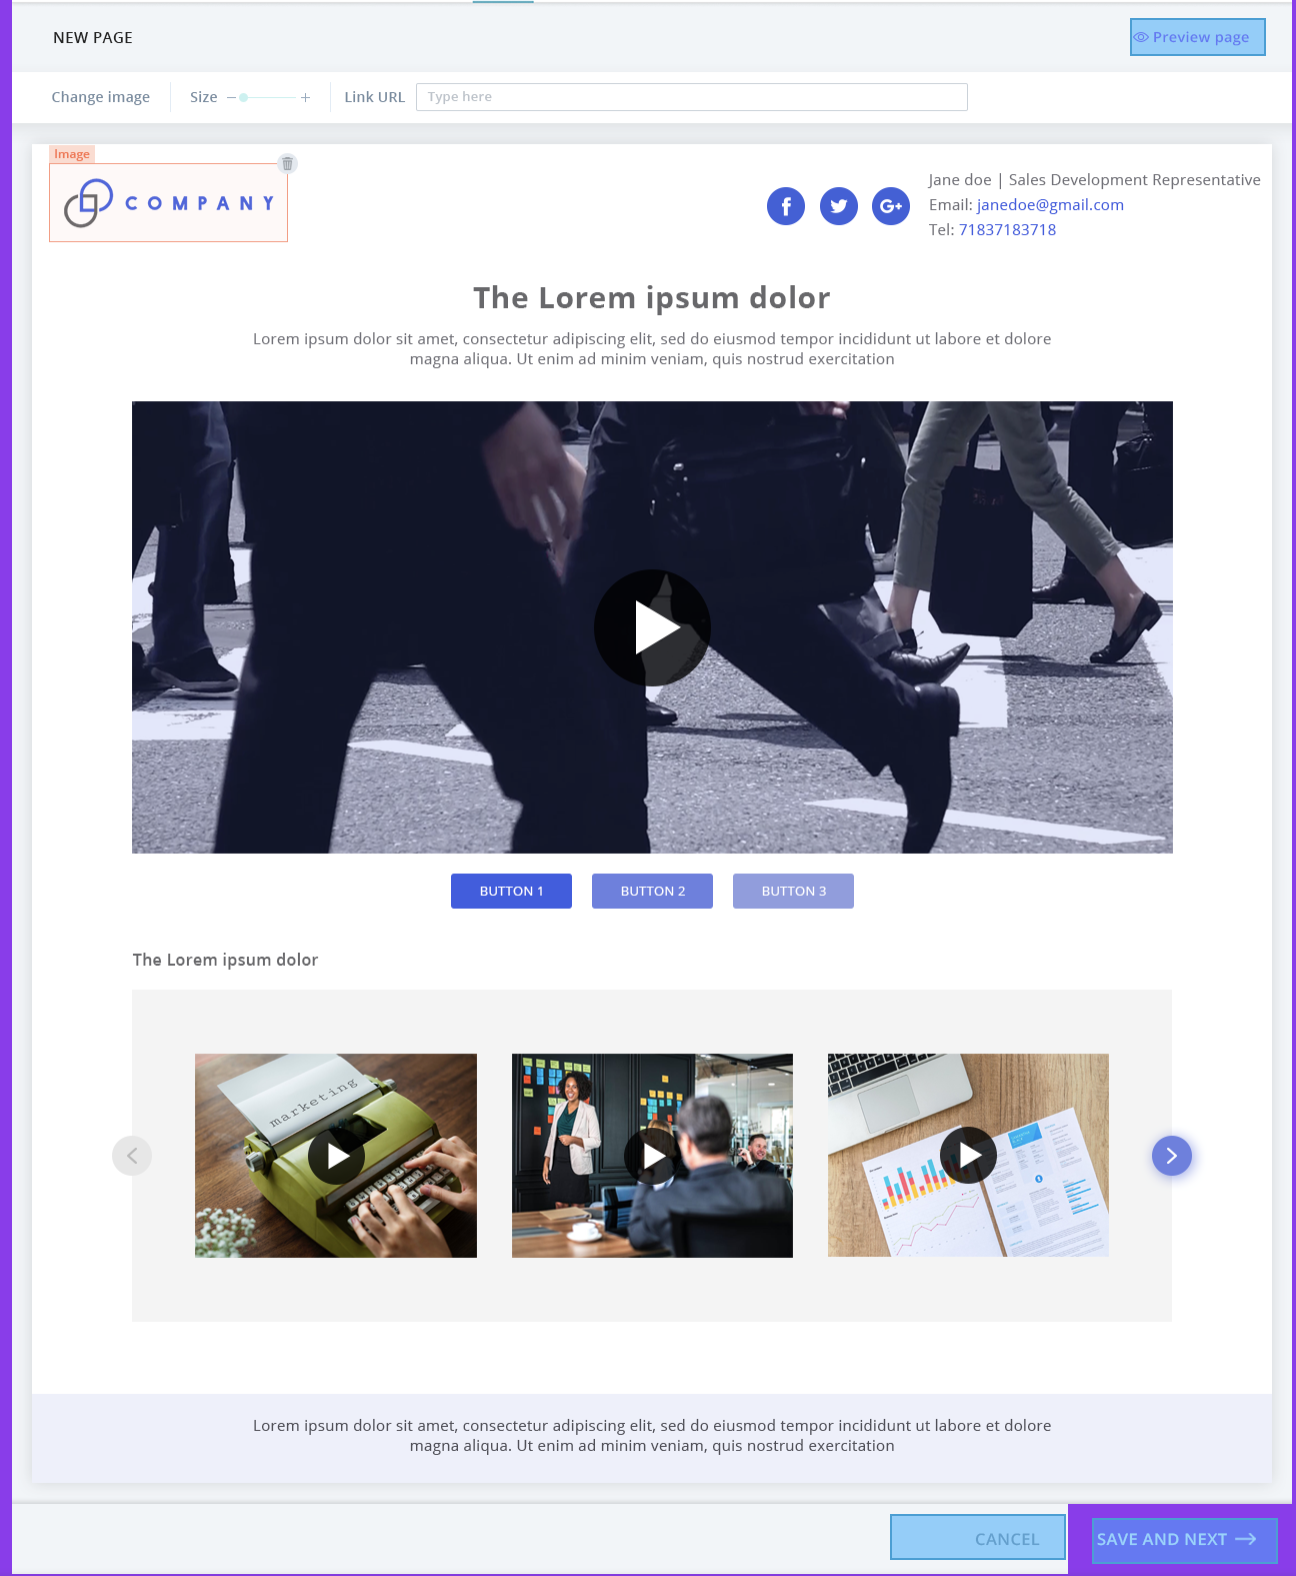 NEW PAGE
Preview page
Change image
Size
Link URL
Type here
Image
COMPANY
Jane doe | Sales Development Representative
Email: janedoe@gmail.com
Tel: 71837183718
The Lorem ipsum dolor
Lorem ipsum dolor sit amet, consectetur adipiscing elit, sed do eiusmod tempor incididunt ut labore et dolore
magna aliqua. Ut enim ad minim veniam, quis nostrud exercitation
BUTTON 1
BUTTON 2
BUTTON 3
The Lorem ipsum dolor
marketing
Lorem ipsum dolor sit amet, consectetur adipiscing elit, sed do eiusmod tempor incididunt ut labore et dolore
magna aliqua. Ut enim ad minim veniam, quis nostrud exercitation
CANCEL
SAVE AND NEXT